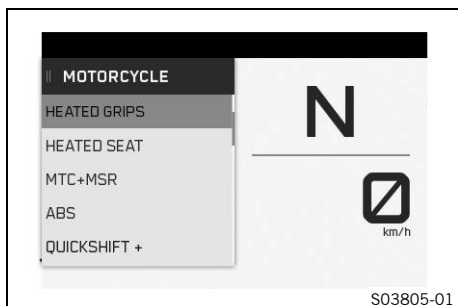 MOTORCYCLE
HEATED GRIPS
HEATED SEAT
MTC+MSR
ABS
QUICKSHIFT +
N
0
km/h
S03805-01